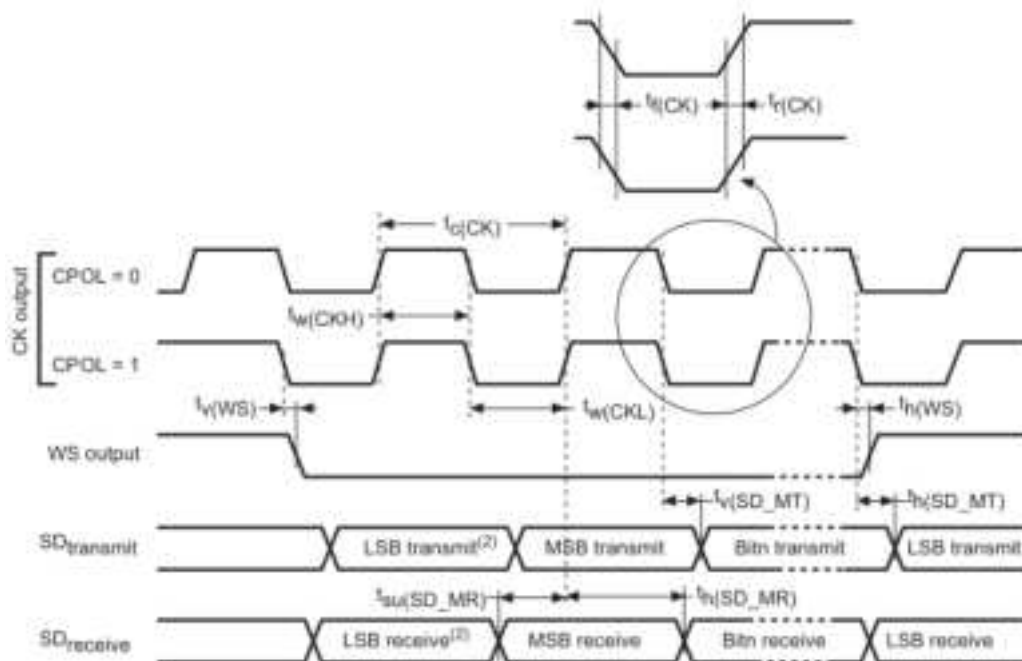 tf(CK) tr(CK)
tc(CK)
CK output
CPOL = 0
tw(CKH)
CPOL = 1
tv(WS) tw(CKL) th(WS)
WS output
tv(SD_MT) th(SD_MT)
SDtransmit LSB transmit(2) MSB transmit Bitn transmit LSB transmit
tsu(SD_MR) th(SD_MR)
SDreceive LSB receive(2) MSB receive Bitn receive LSB receive